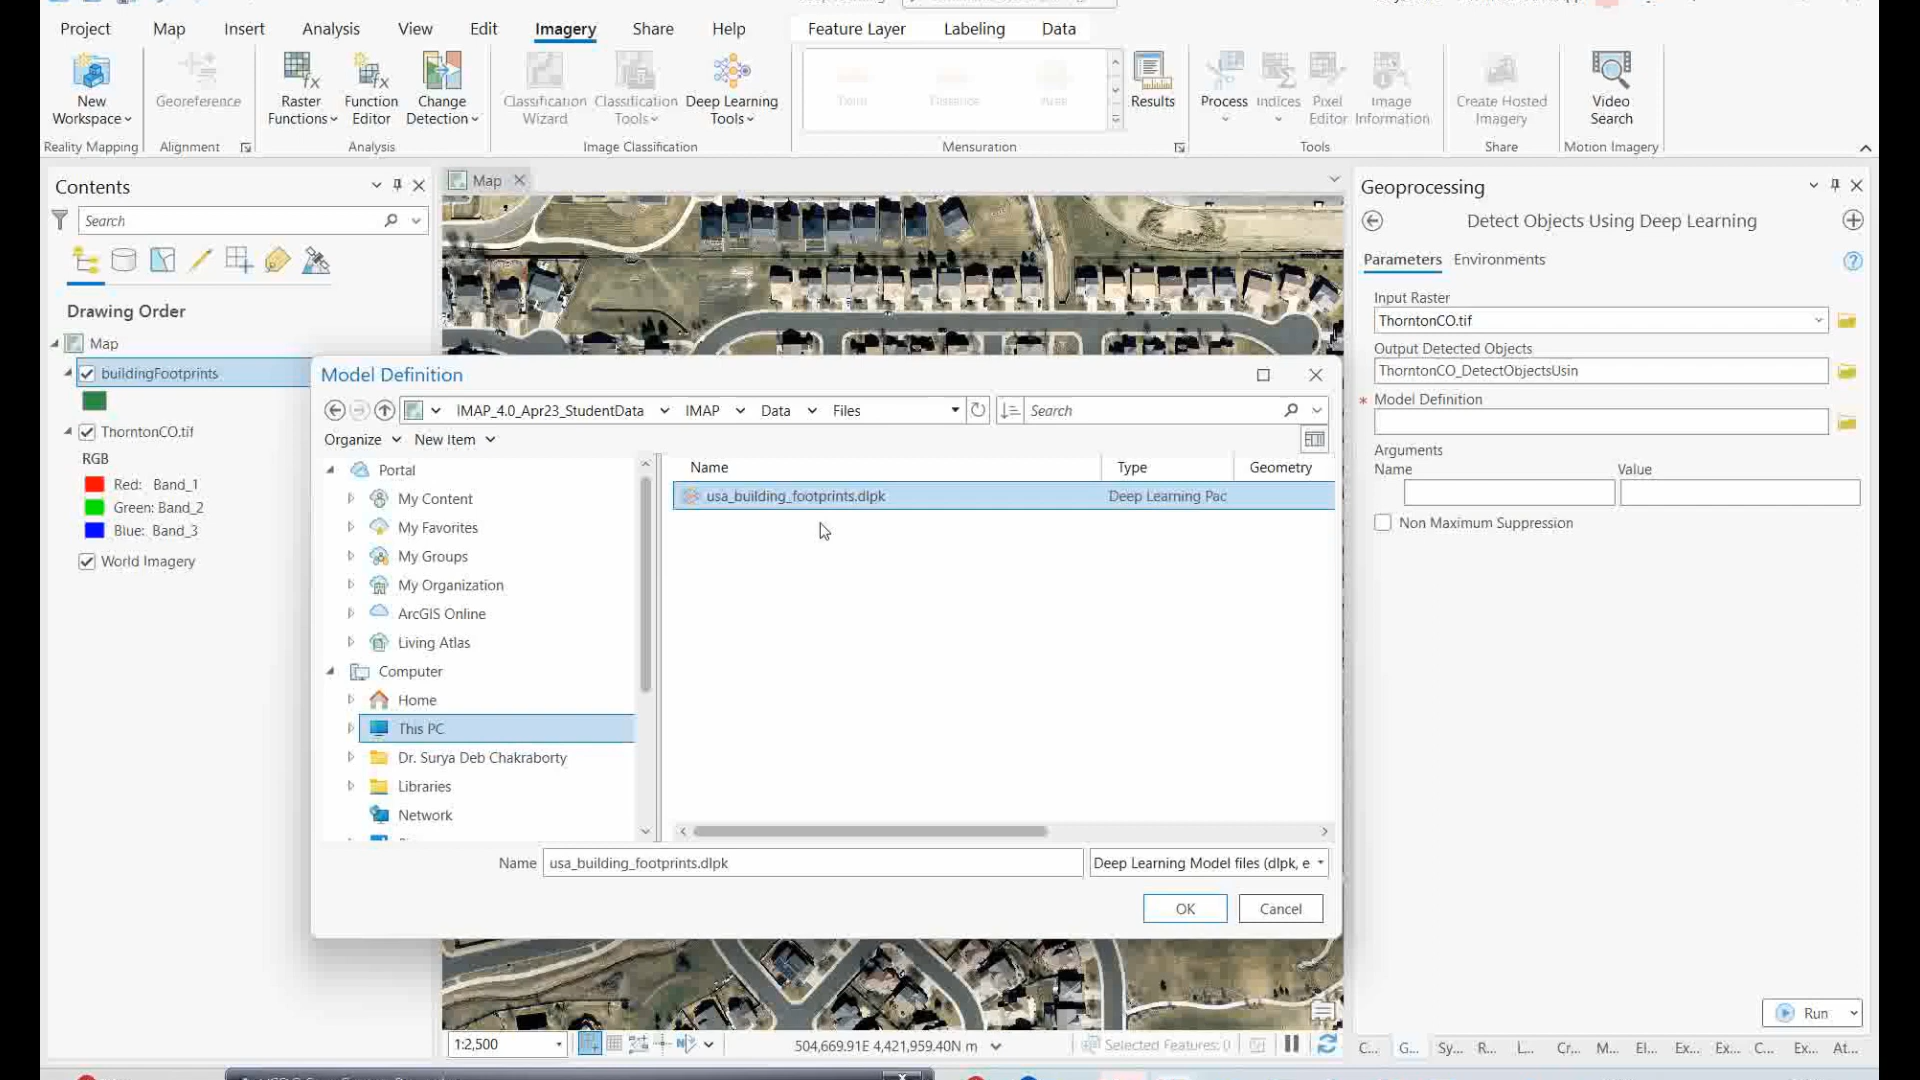 Project Map Insert Analysis View Edit Imagery Share Help Feature Layer Labeling Data
New Workspace
Georeference
Raster Functions
Function Editor
Change Detection
Classification Wizard
Classification Tools
Deep Learning Tools
Results
Process
Indices
Pixel Editor
Image Information
Create Hosted Imagery
Video Search
Reality Mapping Alignment Analysis Image Classification Mensuration Tools Share Motion Imagery
Contents
Search
Drawing Order
Map
buildingFootprints
ThorntonCO.tif
RGB
Red: Band_1
Green: Band_2
Blue: Band_3
World Imagery
Map
Model Definition
IMAP_4.0_Apr23_StudentData IMAP Data Files
Search
Organize New Item
Portal
My Content
My Favorites
My Groups
My Organization
ArcGIS Online
Living Atlas
Computer
Home
This PC
Dr. Surya Deb Chakraborty
Libraries
Network
Name Type Geometry
usa_building_footprints.dlpk Deep Learning Pac
Name usa_building_footprints.dlpk Deep Learning Model files (dlpk, e
OK Cancel
1:2,500
504,669.91E 4,421,959.40N m
Selected Features: 0
Geoprocessing
Detect Objects Using Deep Learning
Parameters Environments
Input Raster
ThorntonCO.tif
Output Detected Objects
ThorntonCO_DetectObjectsUsin
* Model Definition
Arguments
Name Value
Non Maximum Suppression
Run
C... G... Sy... R... L... Cr... M... El... Ex... Ex... C... Ex... At...